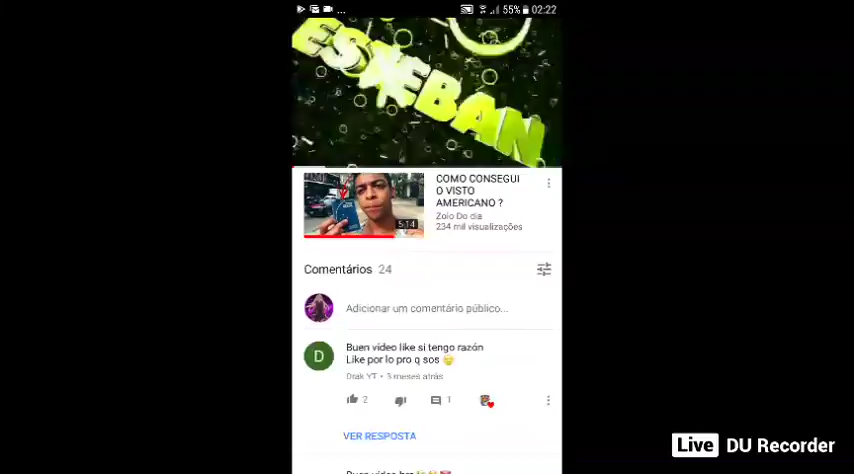 ... 55% 02:22
ESTEBAN
COMO CONSEGUI
O VISTO
AMERICANO ?
Zoio Do dia
234 mil visualizações
5:14
Comentários 24
Adicionar um comentário público...
D
Buen video like si tengo razón
Like por lo pro q sos 😑
Drak YT • 3 meses atrás
2 1
VER RESPOSTA
Live DU Recorder